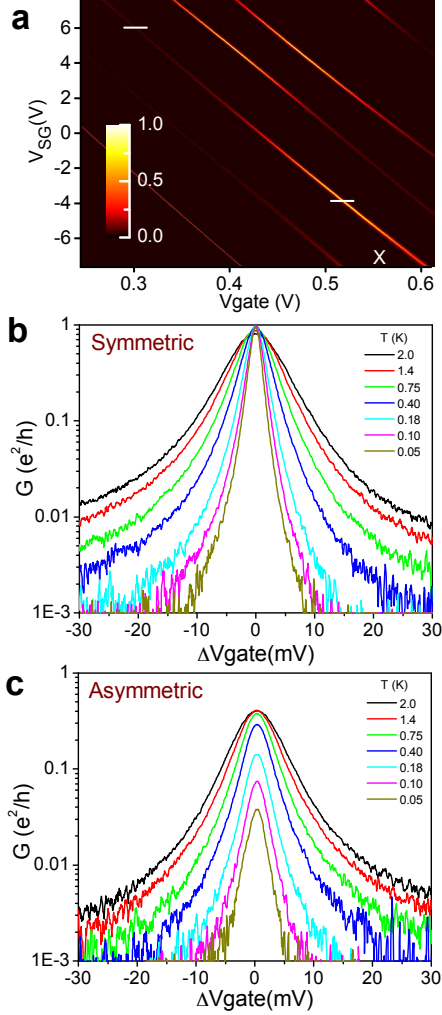 a
6
4
2
0
-2
-4
-6
V_SG(V)
1.0
0.5
0.0
X
0.3 0.4 0.5 0.6
Vgate (V)
b
Symmetric
T (K)
2.0
1.4
0.75
0.40
0.18
0.10
0.05
1
0.1
0.01
1E-3
G (e²/h)
-30 -20 -10 0 10 20 30
ΔVgate(mV)
c
Asymmetric
T (K)
2.0
1.4
0.75
0.40
0.18
0.10
0.05
1
0.1
0.01
1E-3
G (e²/h)
-30 -20 -10 0 10 20 30
ΔVgate(mV)